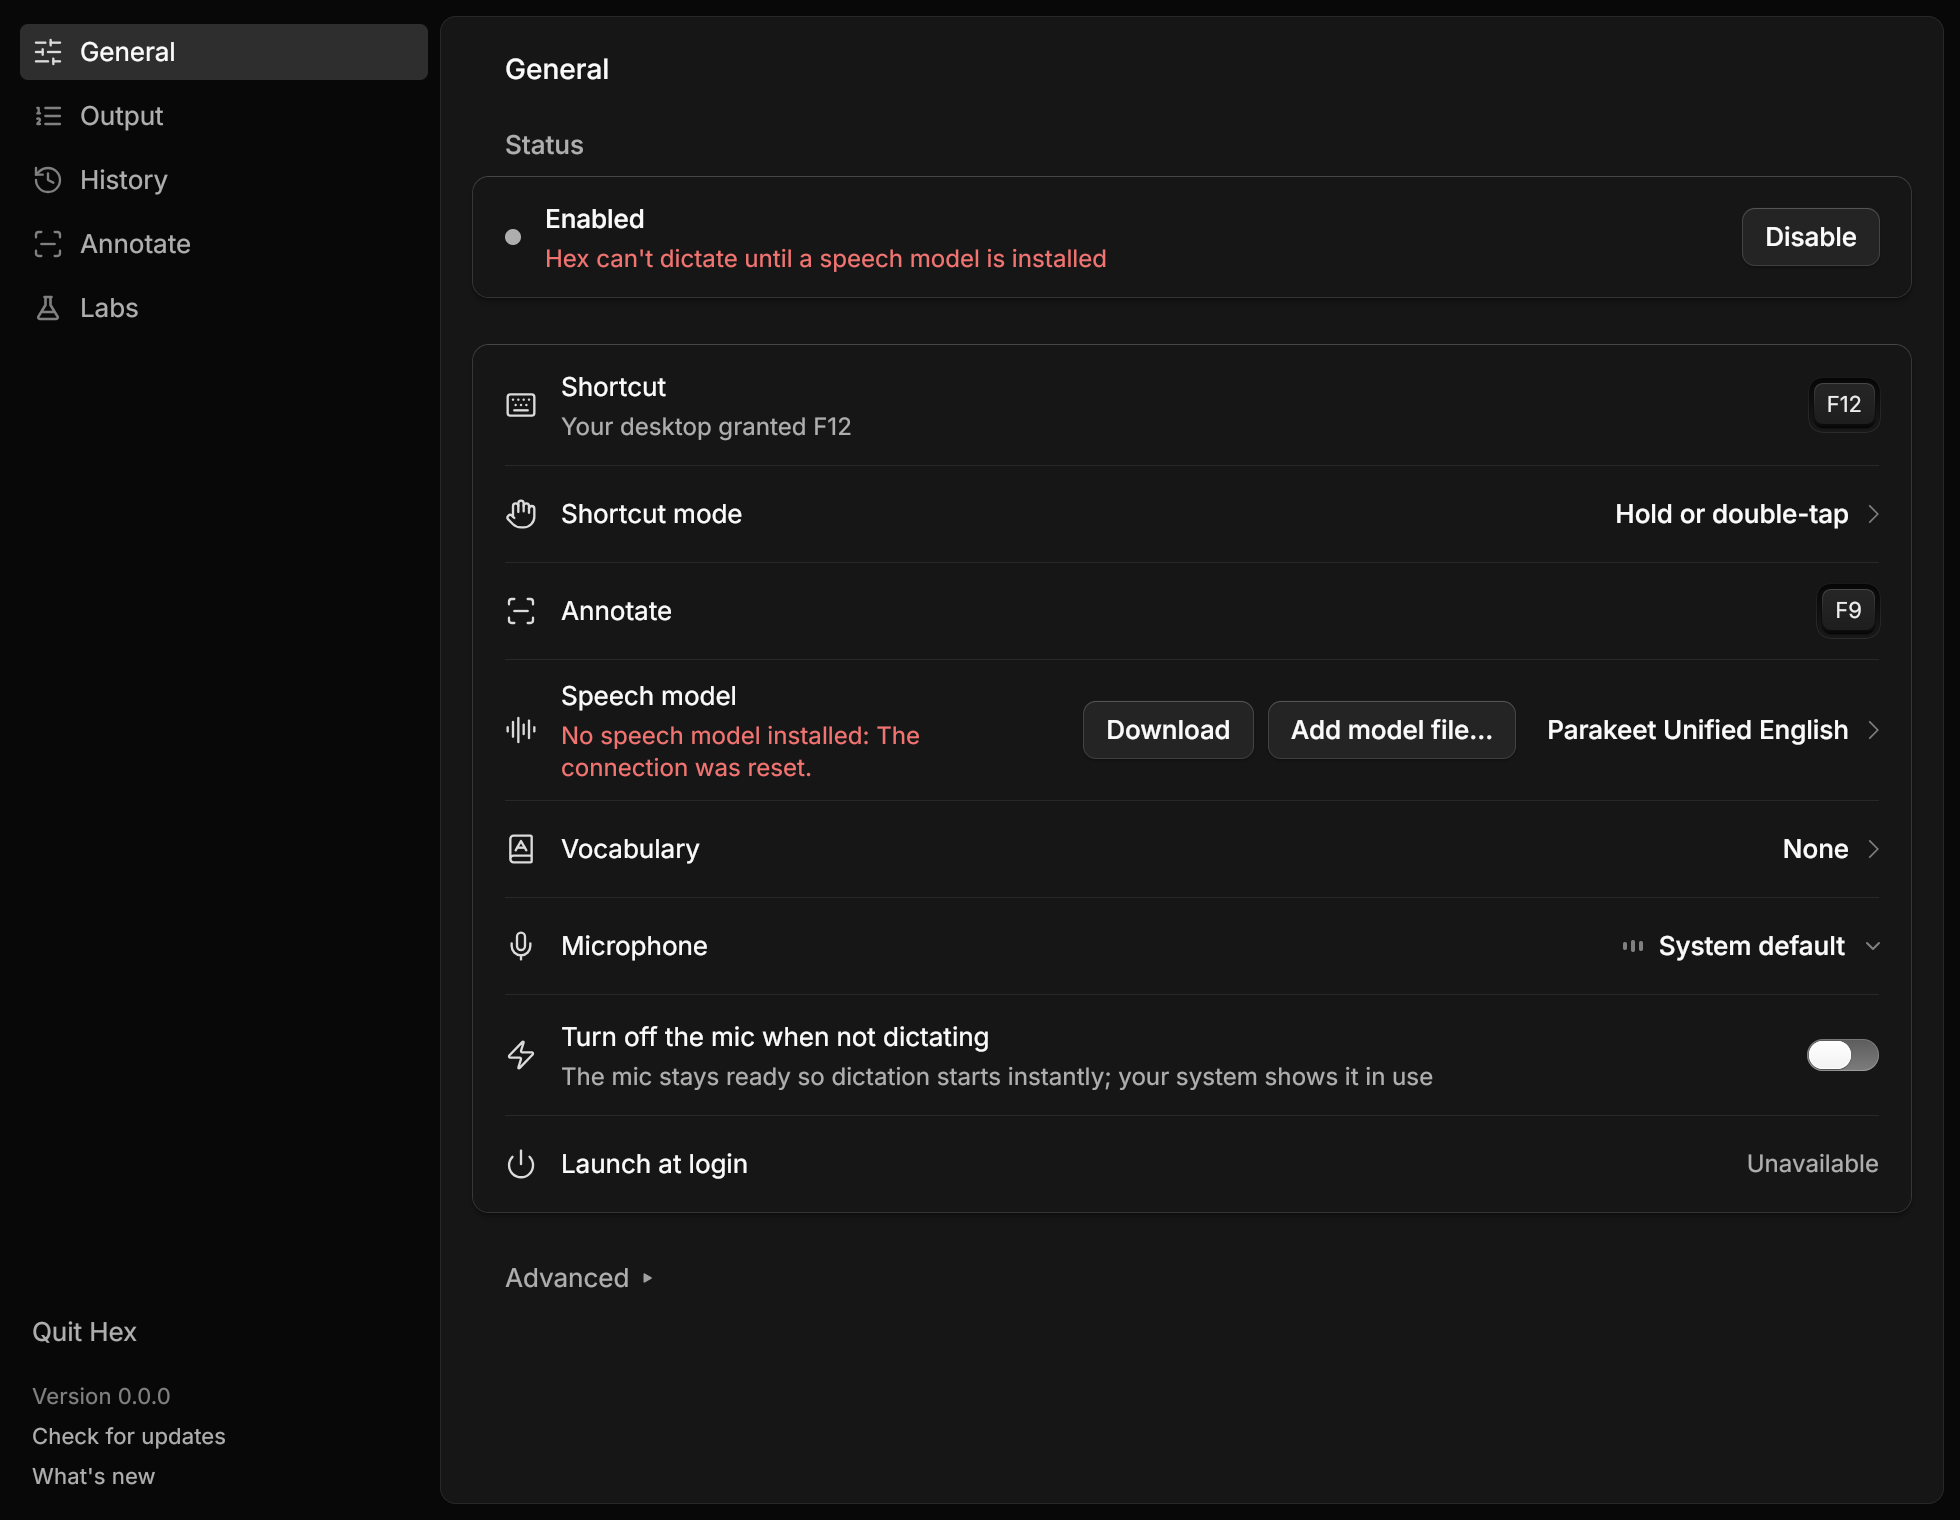 General
Output
History
Annotate
Labs
Quit Hex
Version 0.0.0
Check for updates
What's new
General
Status
Enabled
Hex can't dictate until a speech model is installed
Disable
Shortcut
Your desktop granted F12
F12
Shortcut mode
Hold or double-tap
Annotate
F9
Speech model
No speech model installed: The
connection was reset.
Download
Add model file...
Parakeet Unified English
Vocabulary
None
Microphone
System default
Turn off the mic when not dictating
The mic stays ready so dictation starts instantly; your system shows it in use
Launch at login
Unavailable
Advanced